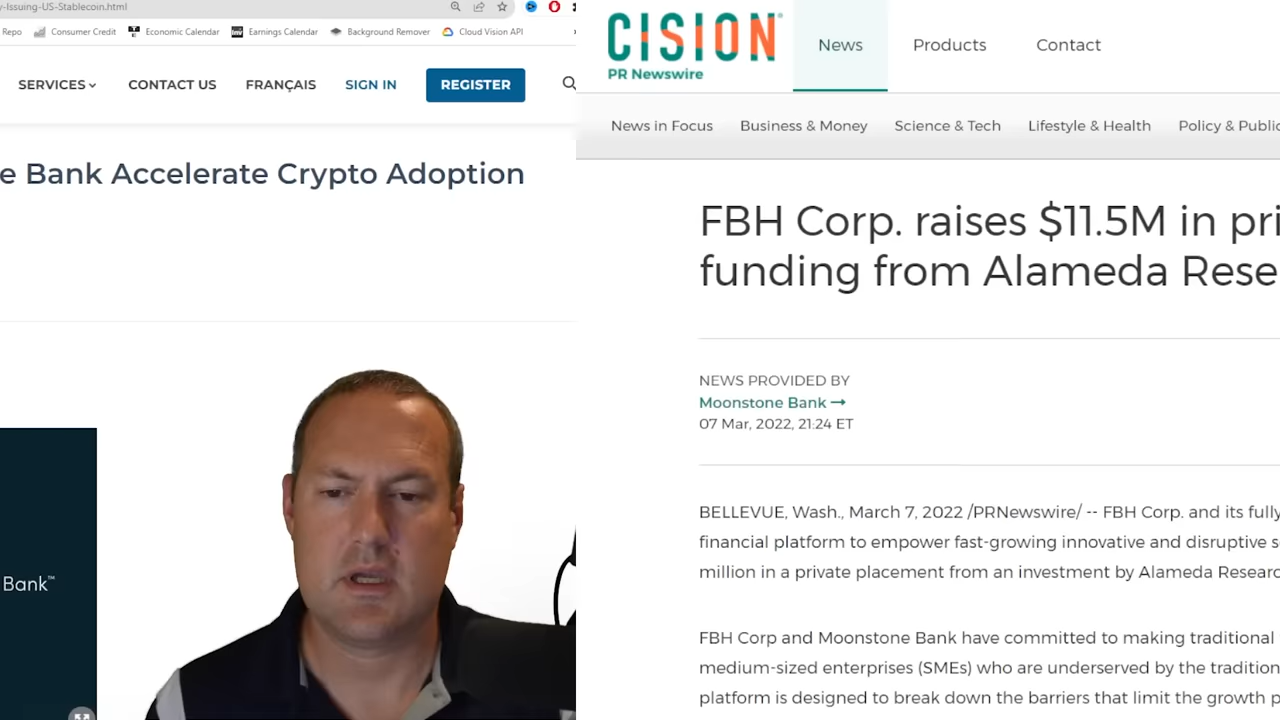 -Issuing-US-Stablecoin.html
Repo Consumer Credit Economic Calendar Earnings Calendar Background Remover Cloud Vision API
SERVICES CONTACT US FRANÇAIS SIGN IN REGISTER
e Bank Accelerate Crypto Adoption
Bank™
CISION®
PR Newswire
News Products Contact
News in Focus Business & Money Science & Tech Lifestyle & Health Policy & Public
FBH Corp. raises $11.5M in pri
funding from Alameda Rese
NEWS PROVIDED BY
Moonstone Bank →
07 Mar, 2022, 21:24 ET
BELLEVUE, Wash., March 7, 2022 /PRNewswire/ -- FBH Corp. and its fully
financial platform to empower fast-growing innovative and disruptive s
million in a private placement from an investment by Alameda Researc
FBH Corp and Moonstone Bank have committed to making traditional
medium-sized enterprises (SMEs) who are underserved by the tradition
platform is designed to break down the barriers that limit the growth p